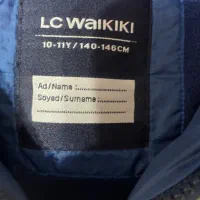 LC WAIKIKI
10-11Y / 140-146CM
Ad/Name :....................
Soyad/Surname :..............
....................